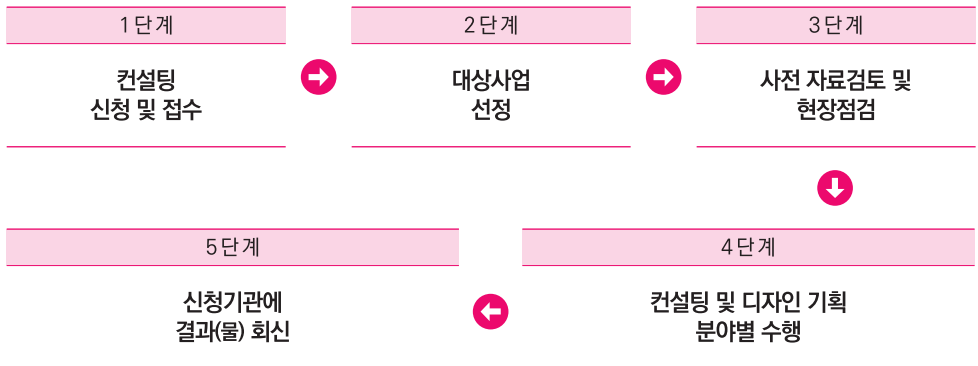 1단계
컨설팅
신청 및 접수
2단계
대상사업
선정
3단계
사전 자료검토 및
현장점검
4단계
컨설팅 및 디자인 기획
분야별 수행
5단계
신청기관에
결과(물) 회신